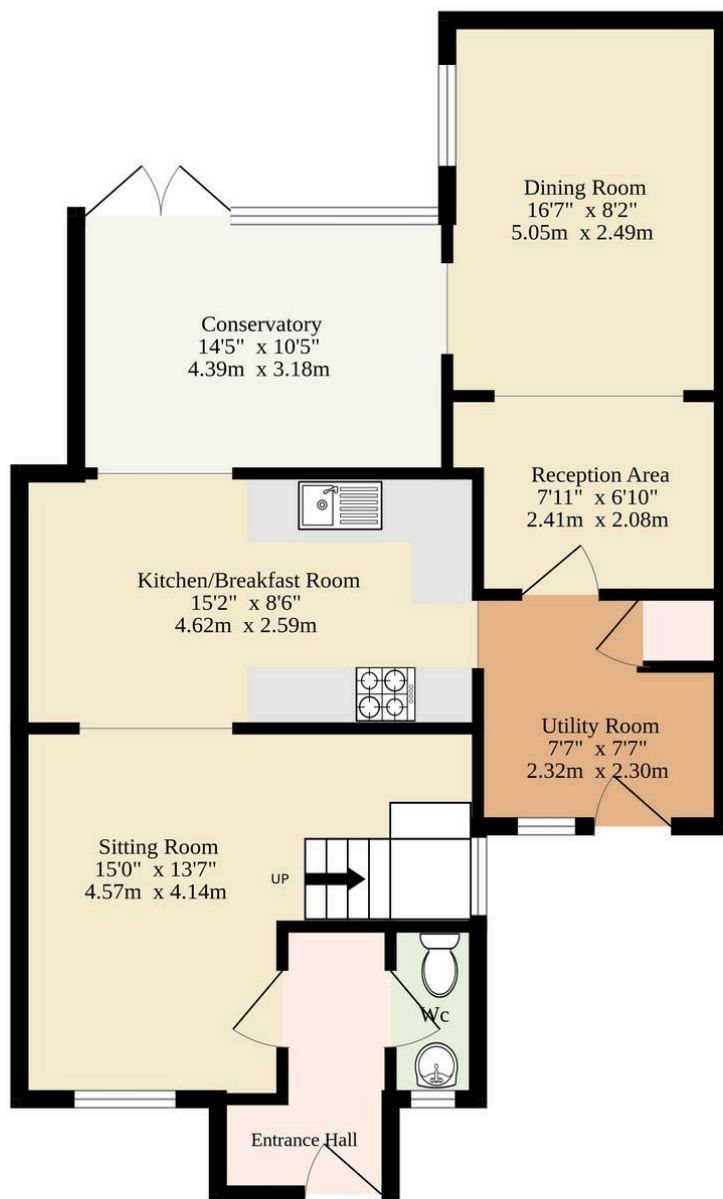 Dining Room
16'7" x 8'2"
5.05m x 2.49m
Conservatory
14'5" x 10'5"
4.39m x 3.18m
Reception Area
7'11" x 6'10"
2.41m x 2.08m
Kitchen/Breakfast Room
15'2" x 8'6"
4.62m x 2.59m
Utility Room
7'7" x 7'7"
2.32m x 2.30m
Sitting Room
15'0" x 13'7"
4.57m x 4.14m
UP
Wc
Entrance Hall